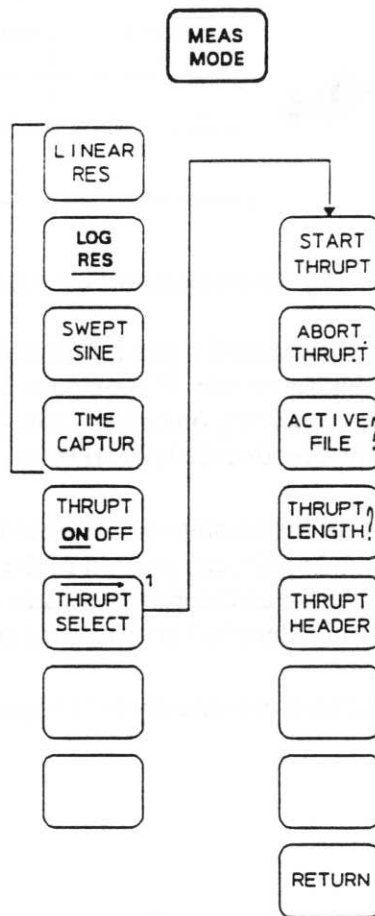 MEAS
MODE
LINEAR
RES
LOG
RES
SWEPT
SINE
TIME
CAPTUR
THRUPT
ON OFF
THRUPT
SELECT
1
START
THRUPT
ABORT
THRUPT
ACTIVE
FILE
THRUPT
LENGTH
THRUPT
HEADER
RETURN